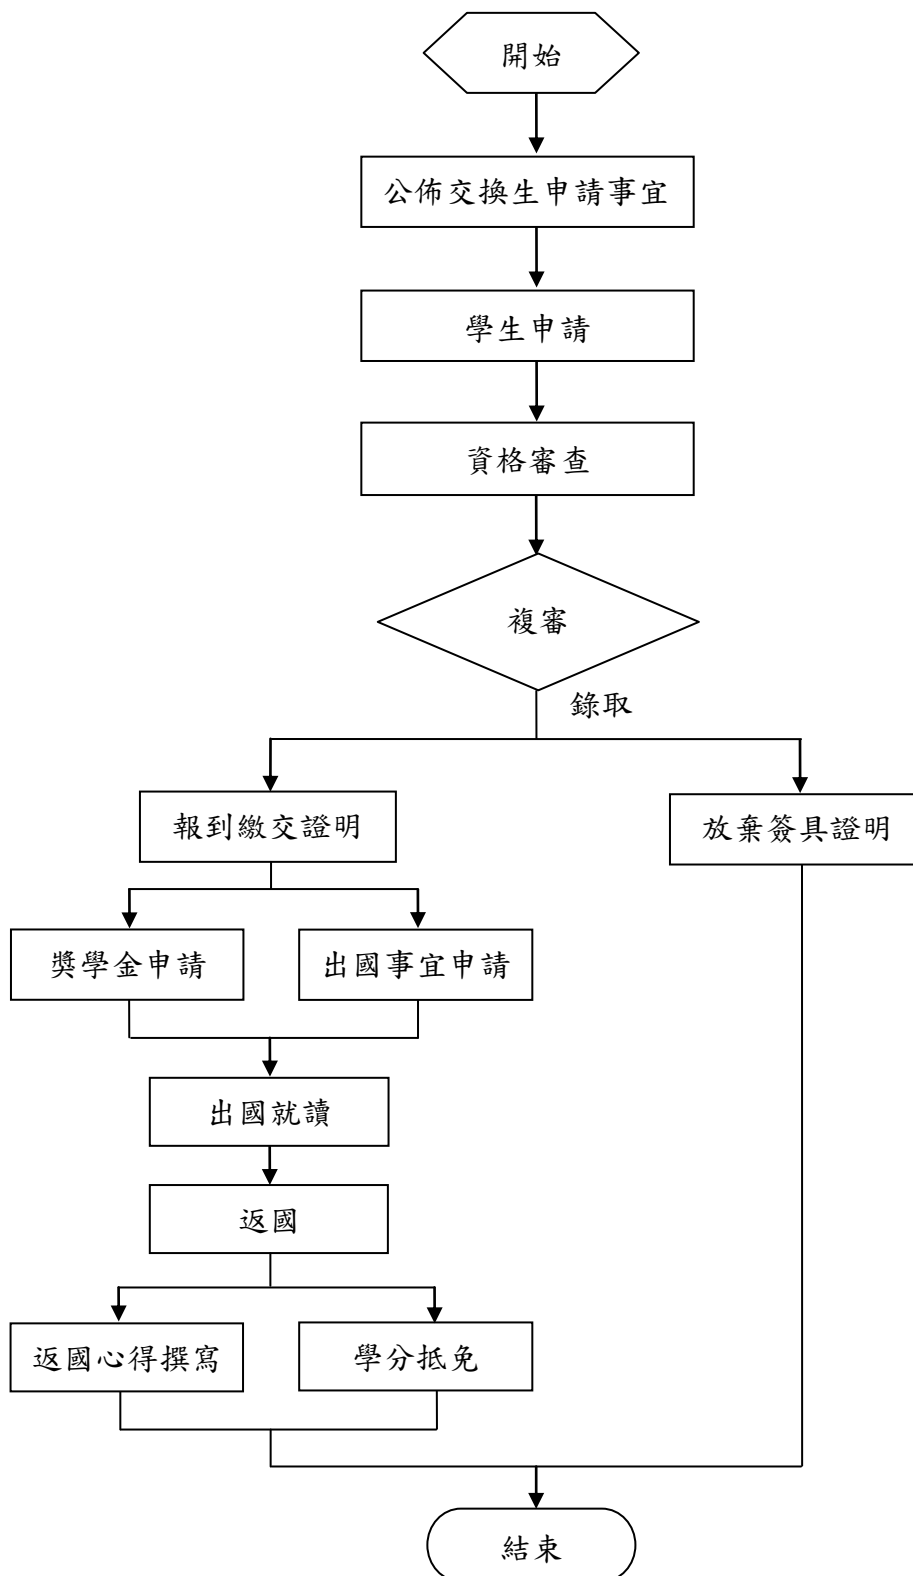 開始
公佈交換生申請事宜
學生申請
資格審查
複審
錄取
報到繳交證明
放棄簽具證明
獎學金申請
出國事宜申請
出國就讀
返國
返國心得撰寫
學分抵免
結束